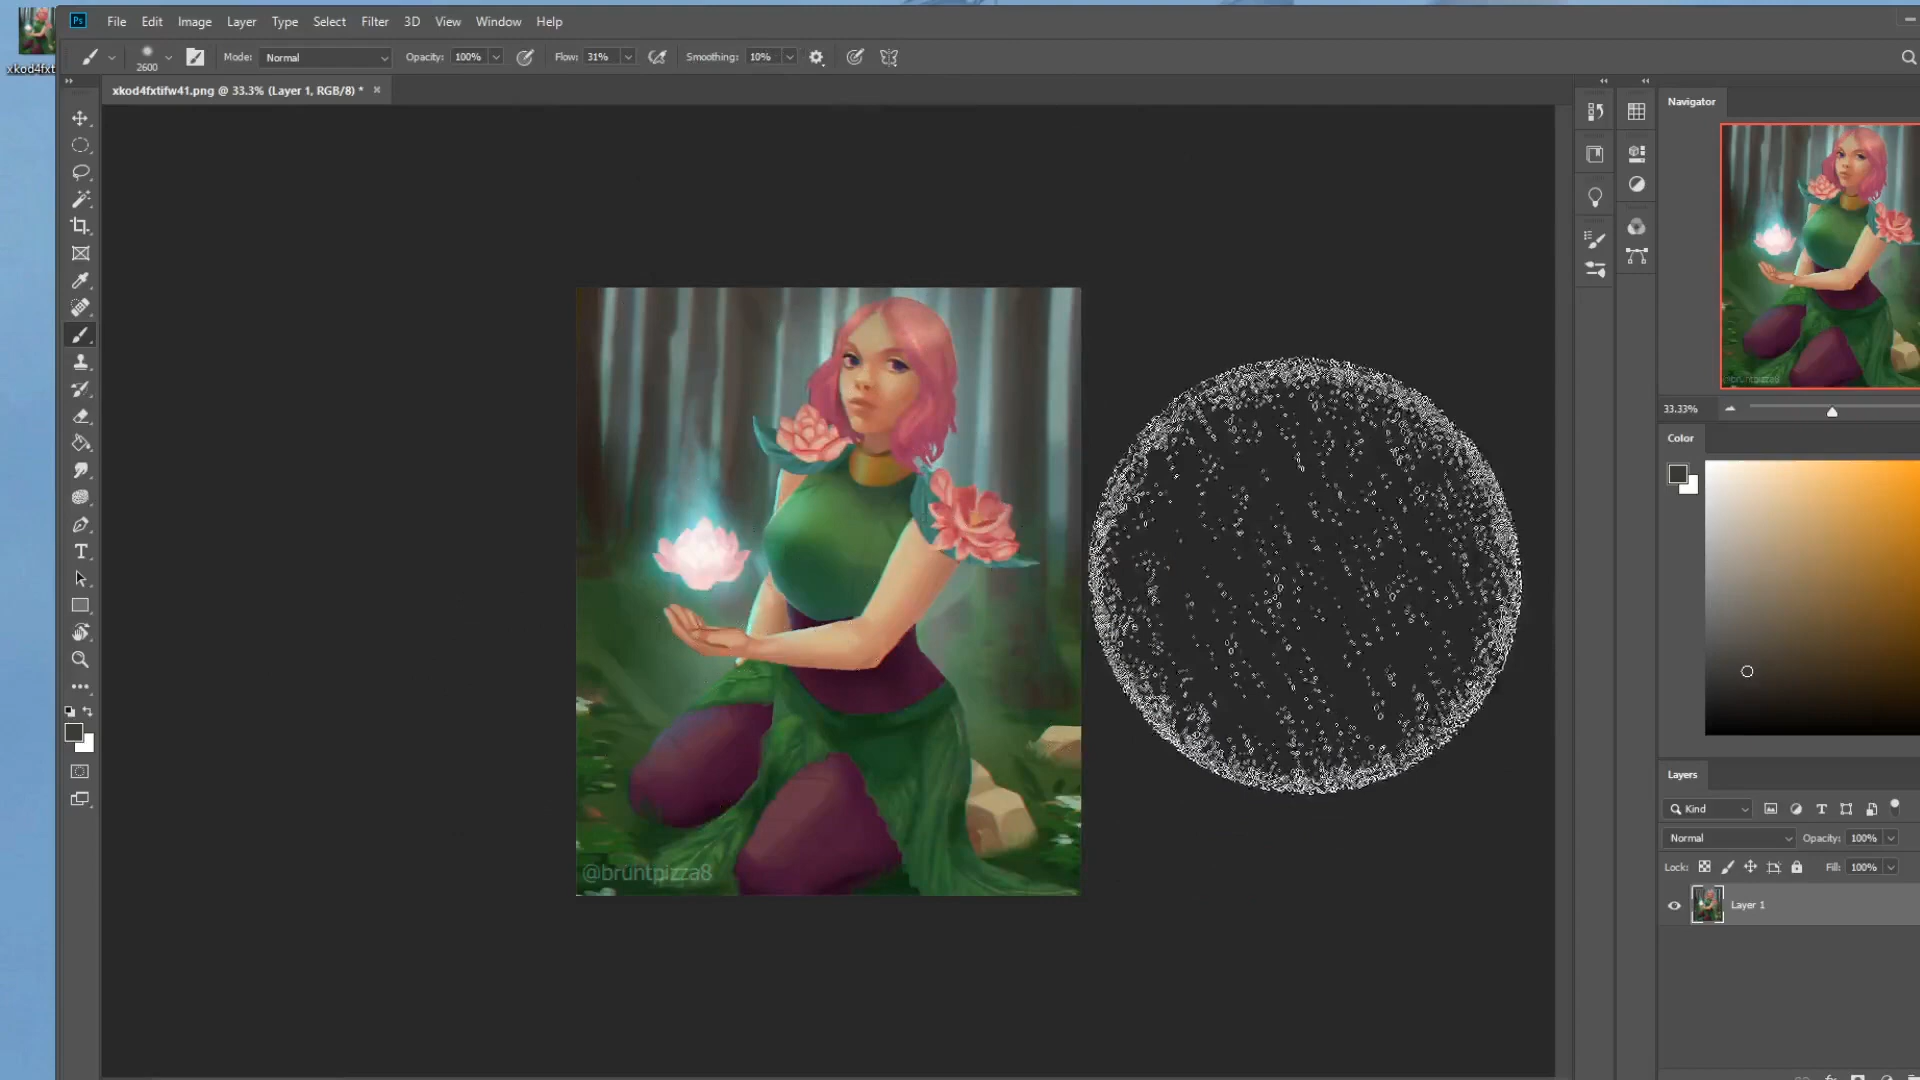 xkod4fxt
Ps File Edit Image Layer Type Select Filter 3D View Window Help
2600 Mode: Normal Opacity: 100% Flow: 31% Smoothing: 10%
xkod4fxtifw41.png @ 33.3% (Layer 1, RGB/8) *
Navigator
@bruntpizza8
33.33%
Color
@bruntpizza8
Layers
Kind
Normal Opacity: 100%
Lock: Fill: 100%
Layer 1